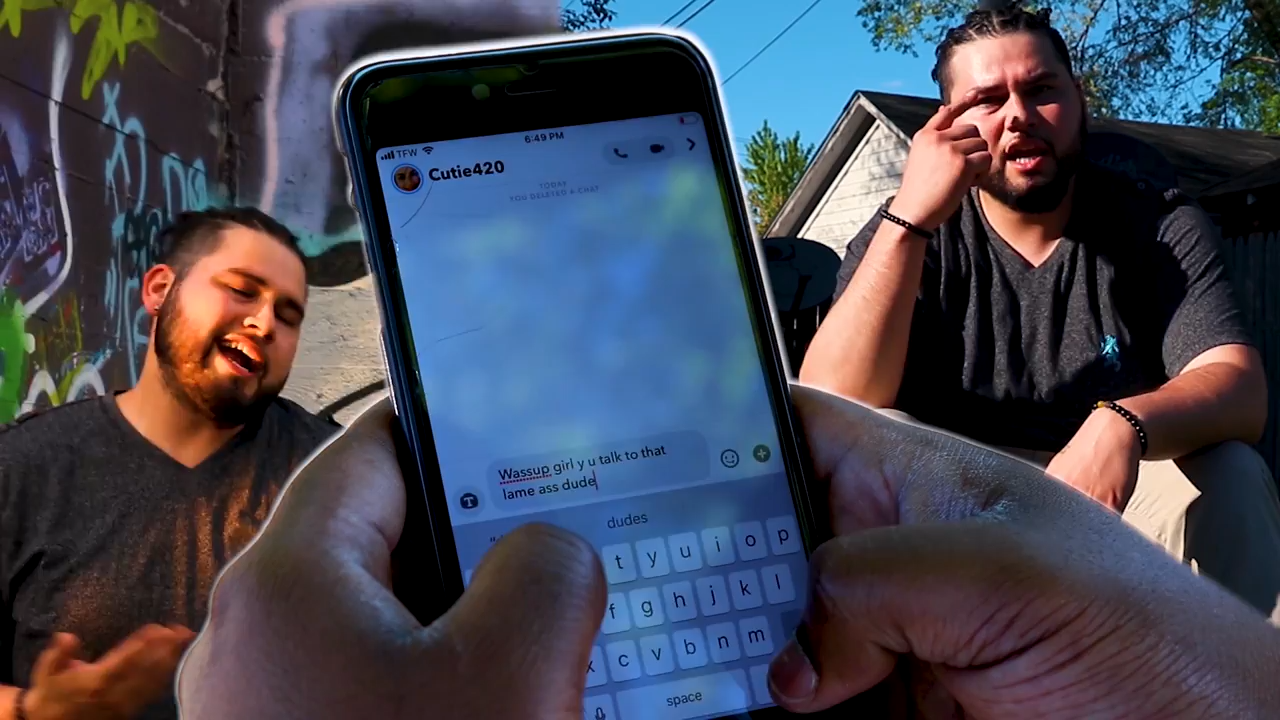 6:49 PM
TFW
Cutie420
TODAY
YOU DELETED A CHAT
Wassup girl y u talk to that
lame ass dude
T
dudes
t y u i o p
f g h j k l
x c v b n m
space